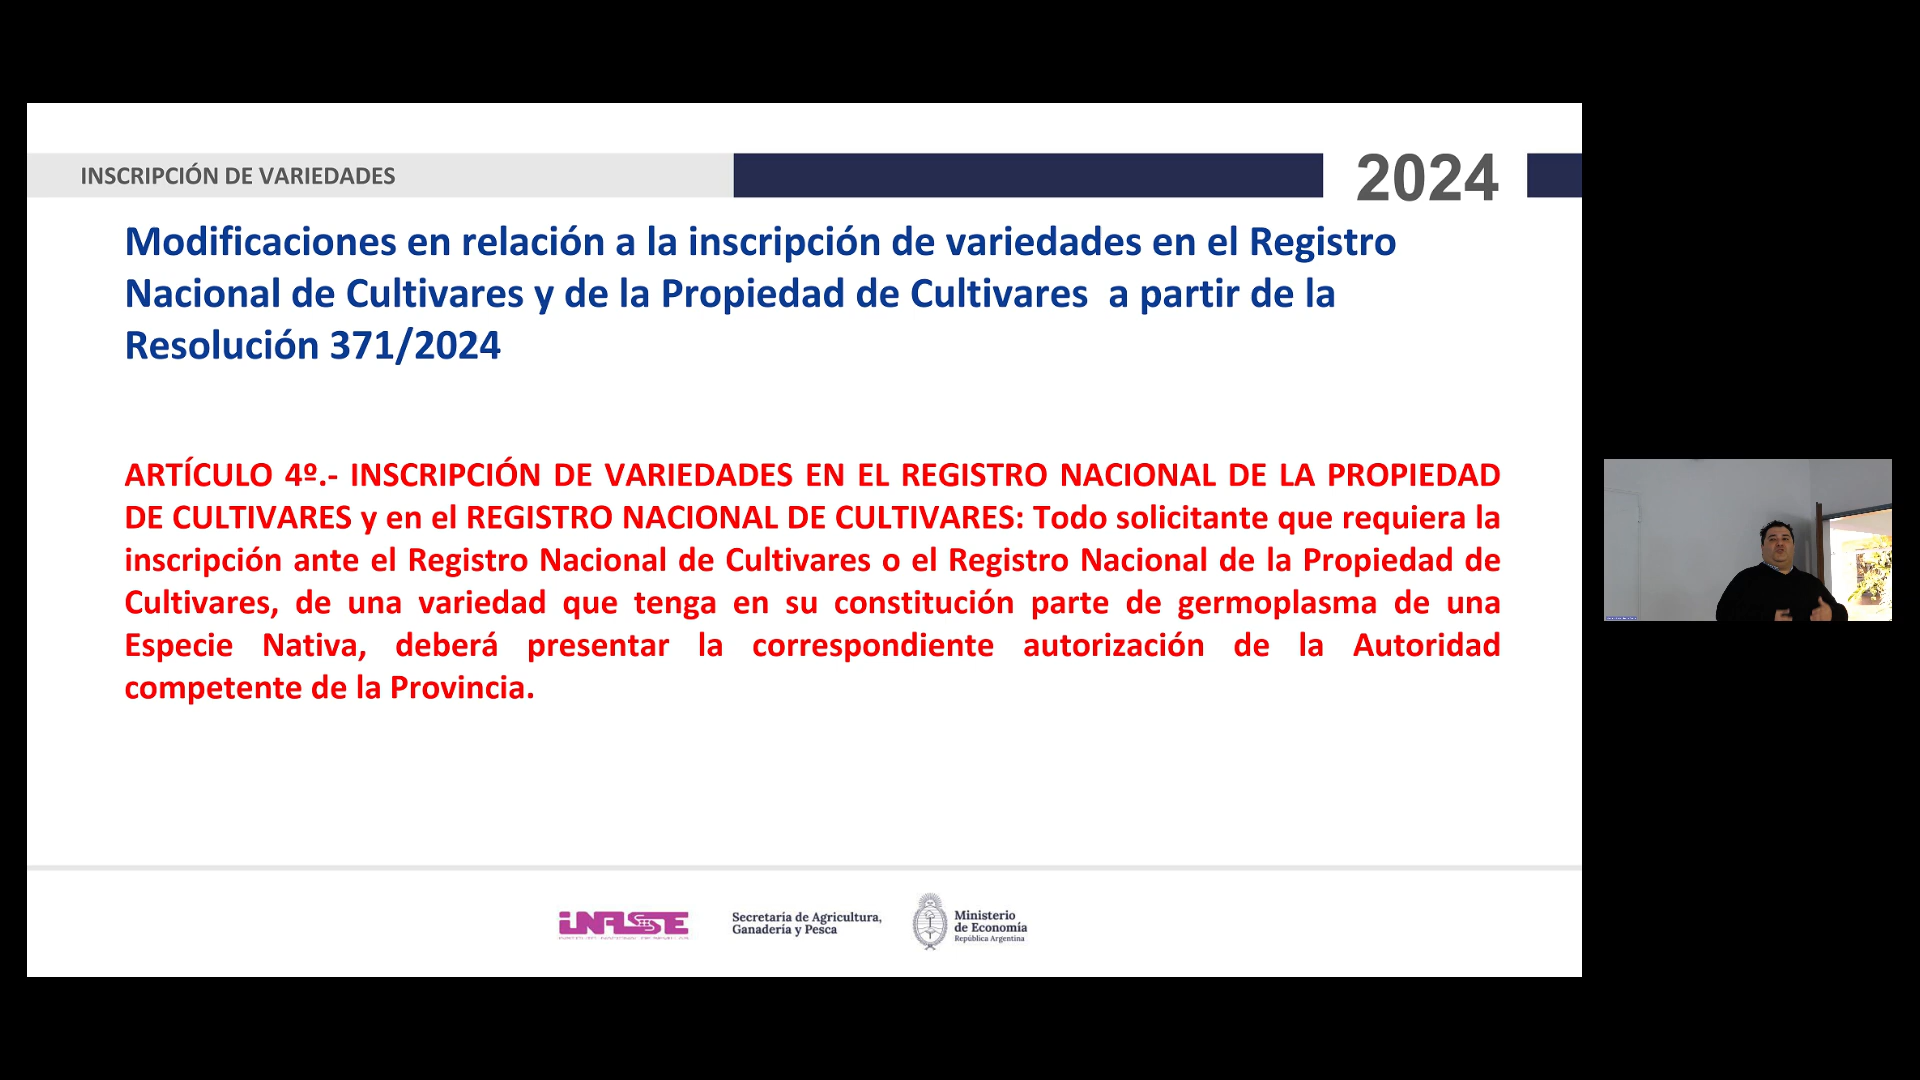 INSCRIPCIÓN DE VARIEDADES
2024
Modificaciones en relación a la inscripción de variedades en el Registro
Nacional de Cultivares y de la Propiedad de Cultivares a partir de la
Resolución 371/2024
ARTÍCULO 4º.- INSCRIPCIÓN DE VARIEDADES EN EL REGISTRO NACIONAL DE LA PROPIEDAD
DE CULTIVARES y en el REGISTRO NACIONAL DE CULTIVARES: Todo solicitante que requiera la
inscripción ante el Registro Nacional de Cultivares o el Registro Nacional de la Propiedad de
Cultivares, de una variedad que tenga en su constitución parte de germoplasma de una
Especie Nativa, deberá presentar la correspondiente autorización de la Autoridad
competente de la Provincia.
INASE
Secretaría de Agricultura,
Ganadería y Pesca
Ministerio
de Economía
República Argentina